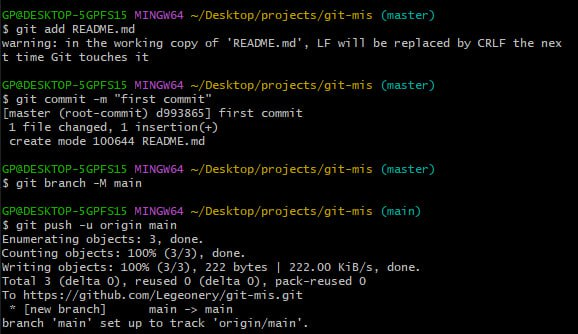 GP@DESKTOP-5GPFS15 MINGW64 ~/Desktop/projects/git-mis (master)
$ git add README.md
warning: in the working copy of 'README.md', LF will be replaced by CRLF the nex
t time Git touches it
GP@DESKTOP-5GPFS15 MINGW64 ~/Desktop/projects/git-mis (master)
$ git commit -m "first commit"
[master (root-commit) d993865] first commit
 1 file changed, 1 insertion(+)
 create mode 100644 README.md
GP@DESKTOP-5GPFS15 MINGW64 ~/Desktop/projects/git-mis (master)
$ git branch -M main
GP@DESKTOP-5GPFS15 MINGW64 ~/Desktop/projects/git-mis (main)
$ git push -u origin main
Enumerating objects: 3, done.
Counting objects: 100% (3/3), done.
Writing objects: 100% (3/3), 222 bytes | 222.00 KiB/s, done.
Total 3 (delta 0), reused 0 (delta 0), pack-reused 0
To https://github.com/Legeonery/git-mis.git
 * [new branch]      main -> main
branch 'main' set up to track 'origin/main'.